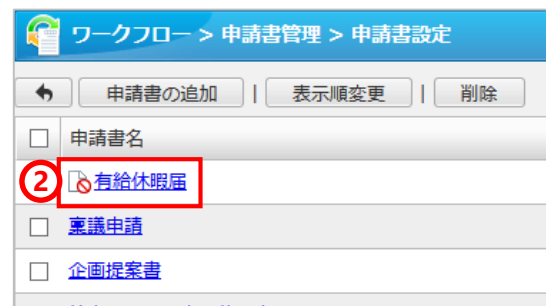 ワークフロー > 申請書管理 > 申請書設定
申請書の追加 | 表示順変更 | 削除
申請書名
② 有給休暇届
稟議申請
企画提案書